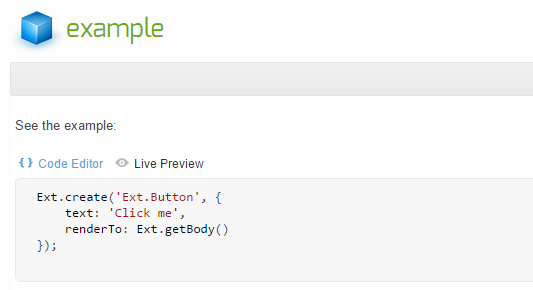 example
See the example:
{ } Code Editor Live Preview
Ext.create('Ext.Button', {
    text: 'Click me',
    renderTo: Ext.getBody()
});